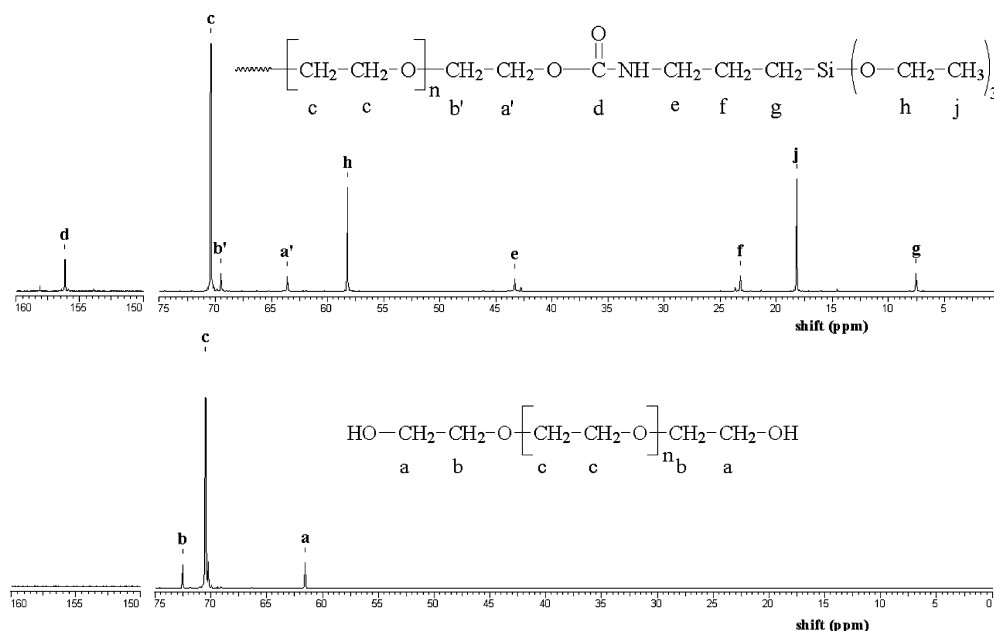 c
O
CH2—CH2—O n CH2—CH2—O—C—NH—CH2—CH2—CH2—Si (O—CH2—CH3)3
c c b' a' d e f g h j
h
j
d
b'
a'
e
f
g
160 155 150 75 70 65 60 55 50 45 40 35 30 25 20 15 10 5 0
shift (ppm)
c
HO—CH2—CH2—O CH2—CH2—O n CH2—CH2—OH
a b c c b a
b
a
160 155 150 75 70 65 60 55 50 45 40 35 30 25 20 15 10 5 0
shift (ppm)